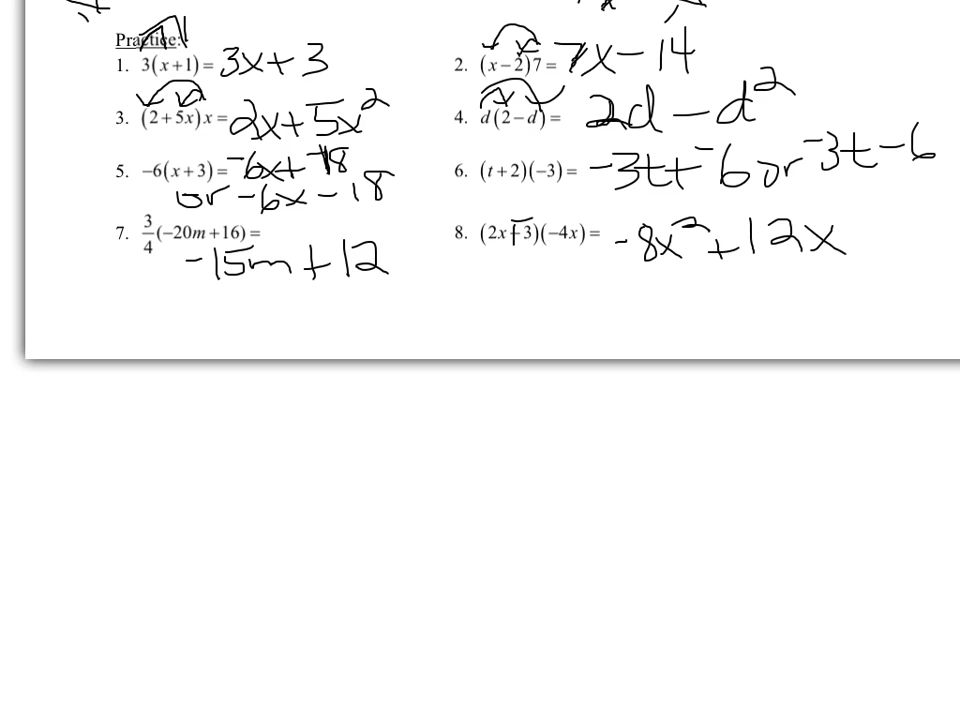 Practice:
1. 3(x+1) = 3x + 3
2. (x−2)7 = 7x − 14
3. (2+5x)x = 2x + 5x²
4. d(2−d) = 2d − d²
5. −6(x+3) = -6x + -18
or -6x - 18
6. (t+2)(−3) = -3t + -6 or -3t - 6
7. 3/4(−20m+16) =
-15m + 12
8. (2x−3)(−4x) = -8x² + 12x